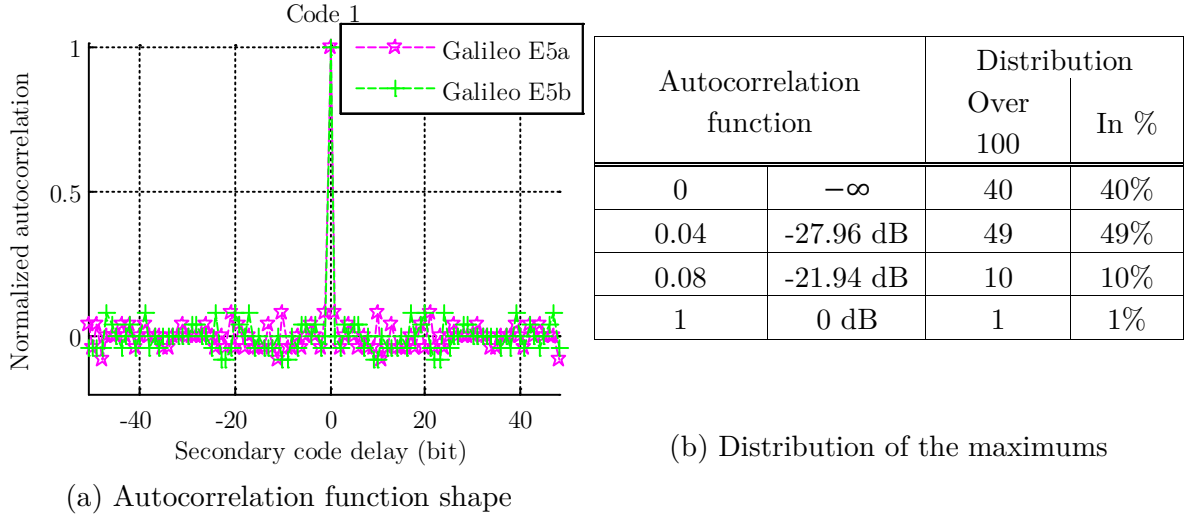 Code 1
Galileo E5a
Galileo E5b
Normalized autocorrelation
1
0.5
0
-40
-20
0
20
40
Secondary code delay (bit)
(a) Autocorrelation function shape
Autocorrelation function
Distribution
Over 100
In %
0 −∞ 40 40%
0.04 -27.96 dB 49 49%
0.08 -21.94 dB 10 10%
1 0 dB 1 1%
(b) Distribution of the maximums